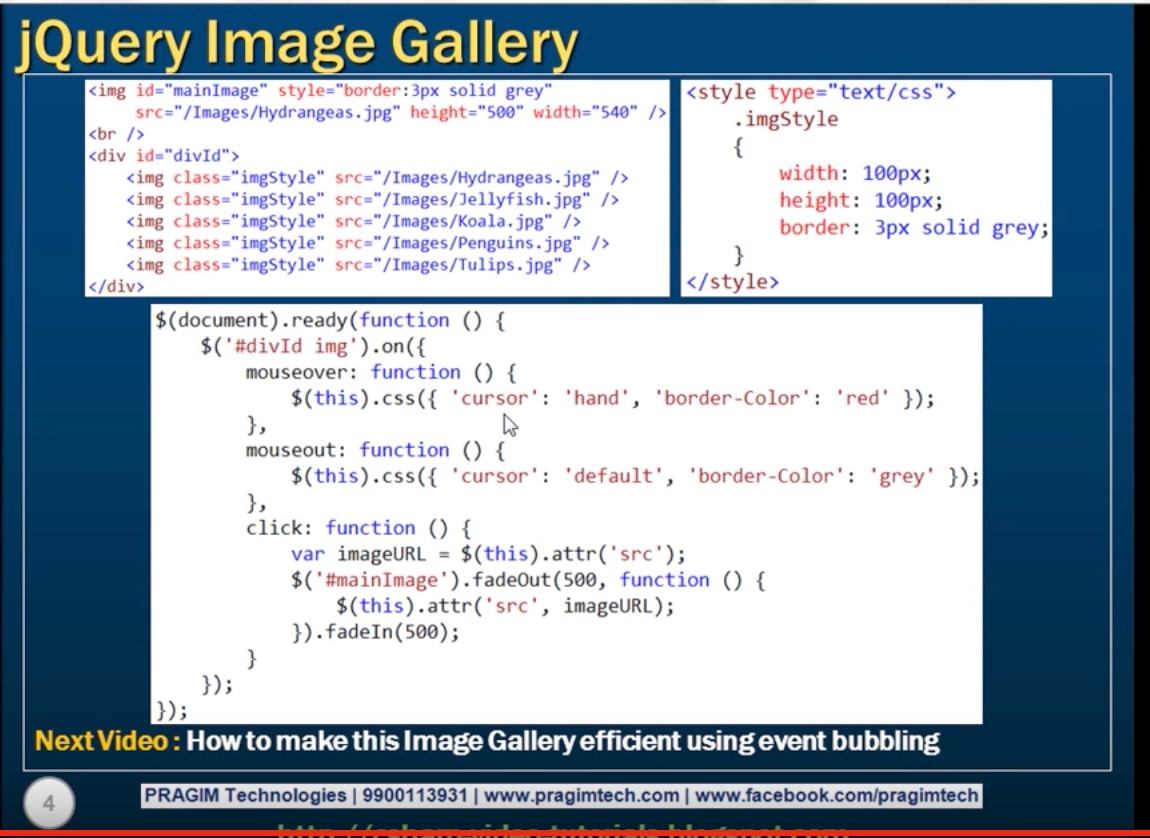 jQuery Image Gallery
<img id="mainImage" style="border:3px solid grey"
src="/Images/Hydrangeas.jpg" height="500" width="540" />
<br />
<div id="divId">
<img class="imgStyle" src="/Images/Hydrangeas.jpg" />
<img class="imgStyle" src="/Images/Jellyfish.jpg" />
<img class="imgStyle" src="/Images/Koala.jpg" />
<img class="imgStyle" src="/Images/Penguins.jpg" />
<img class="imgStyle" src="/Images/Tulips.jpg" />
</div>
<style type="text/css">
.imgStyle
{
width: 100px;
height: 100px;
border: 3px solid grey;
}
</style>
$(document).ready(function () {
$('#divId img').on({
mouseover: function () {
$(this).css({ 'cursor': 'hand', 'border-Color': 'red' });
},
mouseout: function () {
$(this).css({ 'cursor': 'default', 'border-Color': 'grey' });
},
click: function () {
var imageURL = $(this).attr('src');
$('#mainImage').fadeOut(500, function () {
$(this).attr('src', imageURL);
}).fadeIn(500);
}
});
});
Next Video : How to make this Image Gallery efficient using event bubbling
4
PRAGIM Technologies | 9900113931 | www.pragimtech.com | www.facebook.com/pragimtech